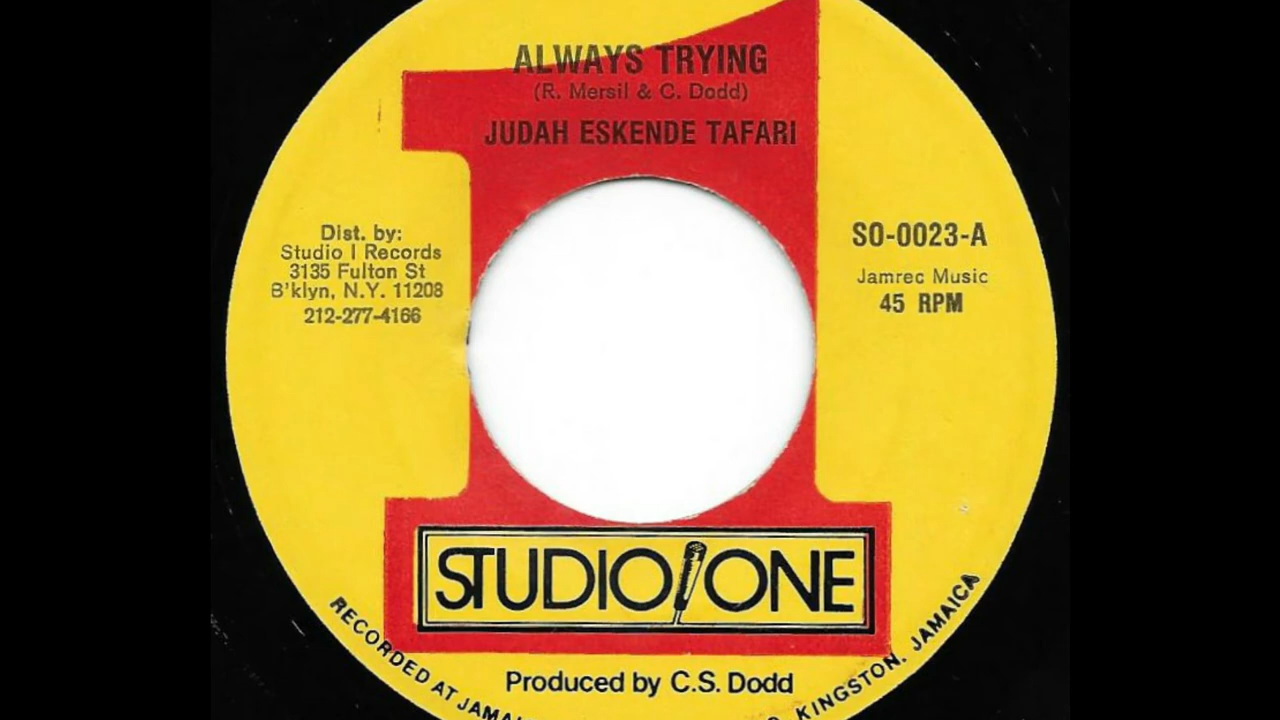 ALWAYS TRYING
(R. Mersil & C. Dodd)
JUDAH ESKENDE TAFARI
Dist. by:
Studio I Records
3135 Fulton St
B'klyn, N.Y. 11208
212-277-4166
SO-0023-A
Jamrec Music
45 RPM
STUDIO ONE
Produced by C.S. Dodd
RECORDED AT KINGSTON, JAMAICA